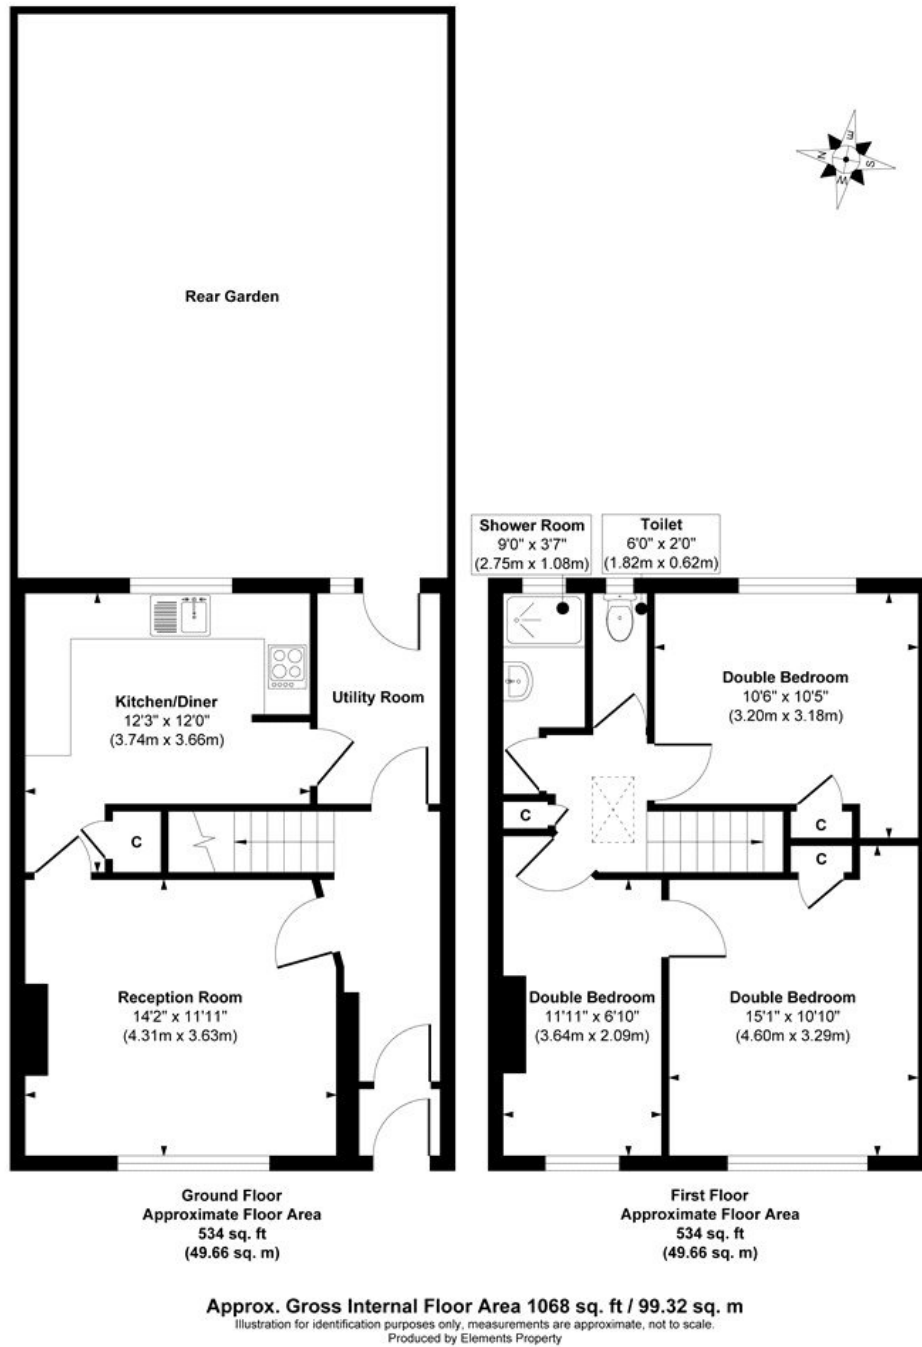 Rear Garden
E
N
S
W
Shower Room
9'0" x 3'7"
(2.75m x 1.08m)
Toilet
6'0" x 2'0"
(1.82m x 0.62m)
Kitchen/Diner
12'3" x 12'0"
(3.74m x 3.66m)
Utility Room
Double Bedroom
10'6" x 10'5"
(3.20m x 3.18m)
C
C
C
C
Reception Room
14'2" x 11'11"
(4.31m x 3.63m)
Double Bedroom
11'11" x 6'10"
(3.64m x 2.09m)
Double Bedroom
15'1" x 10'10"
(4.60m x 3.29m)
Ground Floor
Approximate Floor Area
534 sq. ft
(49.66 sq. m)
First Floor
Approximate Floor Area
534 sq. ft
(49.66 sq. m)
Approx. Gross Internal Floor Area 1068 sq. ft / 99.32 sq. m
Illustration for identification purposes only, measurements are approximate, not to scale.
Produced by Elements Property